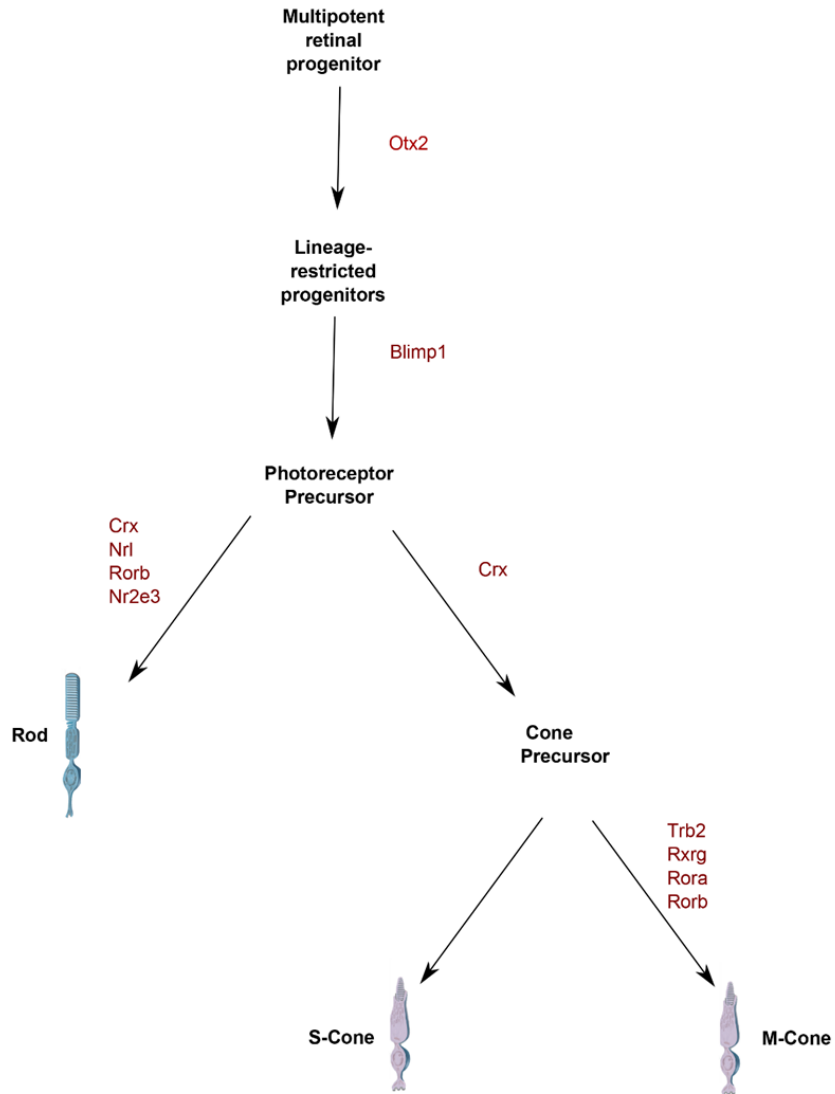 Multipotent
retinal
progenitor
Otx2
Lineage-
restricted
progenitors
Blimp1
Photoreceptor
Precursor
Crx
Nrl
Rorb
Nr2e3
Crx
Rod
Cone
Precursor
Trb2
Rxrg
Rora
Rorb
S-Cone
M-Cone